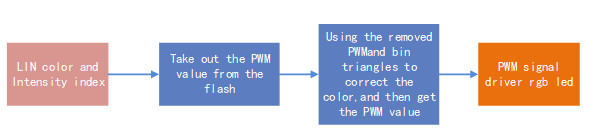 LIN color and
Intensity index
Take out the PWM
value from the
flash
Using the removed
PWMand bin
triangles to
correct the
color,and then get
the PWM value
PWM signal
driver rgb led